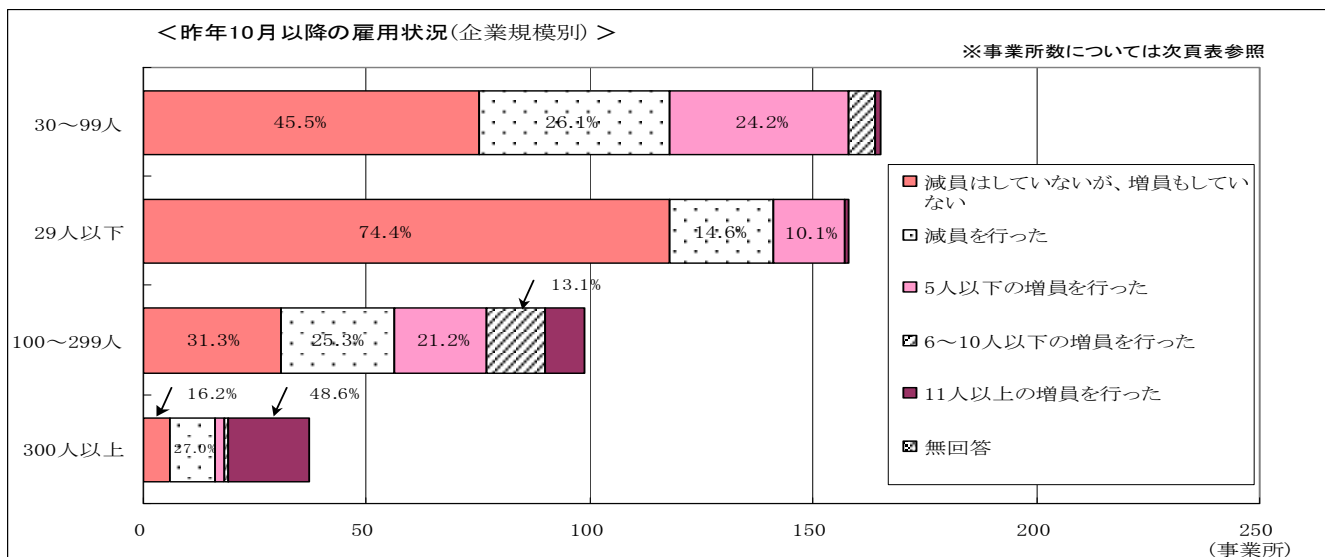 ＜昨年10月以降の雇用状況(企業規模別) ＞
※事業所数については次頁表参照
30～99人
45.5%
26.1%
24.2%
29人以下
74.4%
14.6%
10.1%
13.1%
100～299人
31.3%
25.3%
21.2%
16.2%
48.6%
300人以上
27.0%
減員はしていないが、増員もしてい
ない
減員を行った
5人以下の増員を行った
6～10人以下の増員を行った
11人以上の増員を行った
無回答
0
50
100
150
200
250
(事業所)